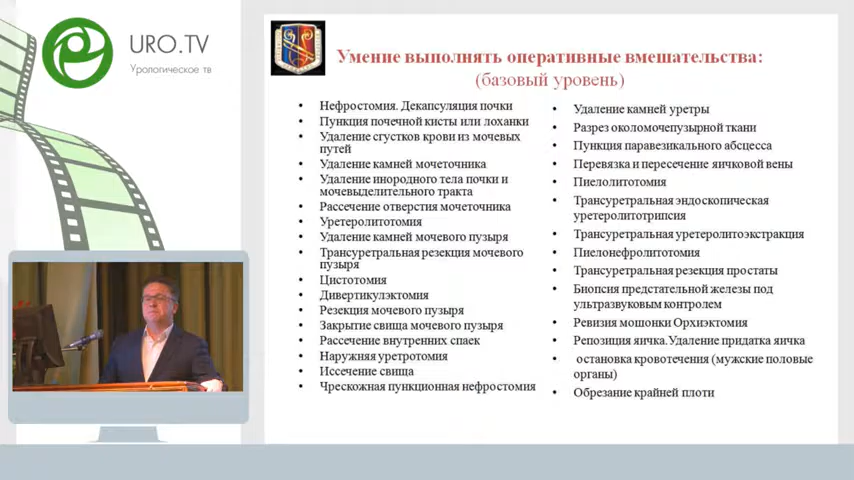 URO.TV
Урологическое тв
Умение выполнять оперативные вмешательства:
(базовый уровень)
• Нефростомия. Декапсуляция почки
• Пункция почечной кисты или лоханки
• Удаление сгустков крови из мочевых
путей
• Удаление камней мочеточника
• Удаление инородного тела почки и
мочевыделительного тракта
• Рассечение отверстия мочеточника
• Уретеролитотомия
• Удаление камней мочевого пузыря
• Трансуретральная резекция мочевого
пузыря
• Цистотомия
• Дивертикулэктомия
• Резекция мочевого пузыря
• Закрытие свища мочевого пузыря
• Рассечение внутренних спаек
• Наружняя уретротомия
• Иссечение свища
• Чрескожная пункционная нефростомия
• Удаление камней уретры
• Разрез околомочепузырной ткани
• Пункция паравезикального абсцесса
• Перевязка и пересечение яичковой вены
• Пиелолитотомия
• Трансуретральная эндоскопическая
уретеролитотрипсия
• Трансуретральная уретеролитоэкстракция
• Пиелонефролитотомия
• Трансуретральная резекция простаты
• Биопсия предстательной железы под
ультразвуковым контролем
• Ревизия мошонки Орхиэктомия
• Репозиция яичка.Удаление придатка яичка
• остановка кровотечения (мужские половые
органы)
• Обрезание крайней плоти